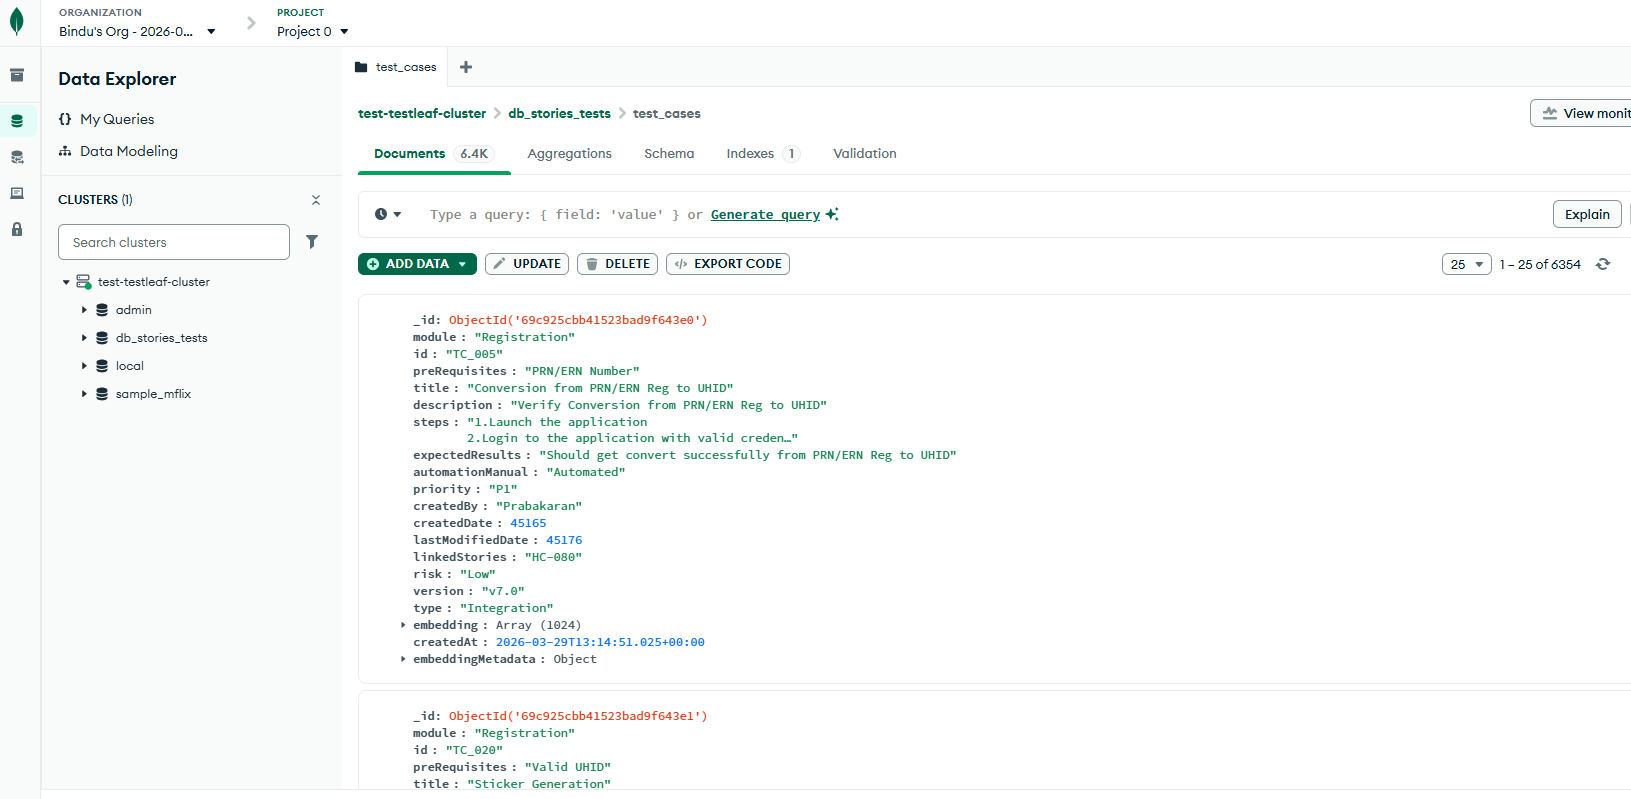 ORGANIZATION
Bindu's Org - 2026-0...
PROJECT
Project 0
Data Explorer
My Queries
Data Modeling
CLUSTERS (1)
Search clusters
test-testleaf-cluster
admin
db_stories_tests
local
sample_mflix
test_cases
test-testleaf-cluster > db_stories_tests > test_cases
View monit
Documents 6.4K Aggregations Schema Indexes 1 Validation
Type a query: { field: 'value' } or Generate query
Explain
ADD DATA UPDATE DELETE EXPORT CODE
25 1 – 25 of 6354
_id: ObjectId('69c925cbb41523bad9f643e0')
module : "Registration"
id : "TC_005"
preRequisites : "PRN/ERN Number"
title : "Conversion from PRN/ERN Reg to UHID"
description : "Verify Conversion from PRN/ERN Reg to UHID"
steps : "1.Launch the application
2.Login to the application with valid creden…"
expectedResults : "Should get convert successfully from PRN/ERN Reg to UHID"
automationManual : "Automated"
priority : "P1"
createdBy : "Prabakaran"
createdDate : 45165
lastModifiedDate : 45176
linkedStories : "HC-080"
risk : "Low"
version : "v7.0"
type : "Integration"
embedding : Array (1024)
createdAt : 2026-03-29T13:14:51.025+00:00
embeddingMetadata : Object
_id: ObjectId('69c925cbb41523bad9f643e1')
module : "Registration"
id : "TC_020"
preRequisites : "Valid UHID"
title : "Sticker Generation"